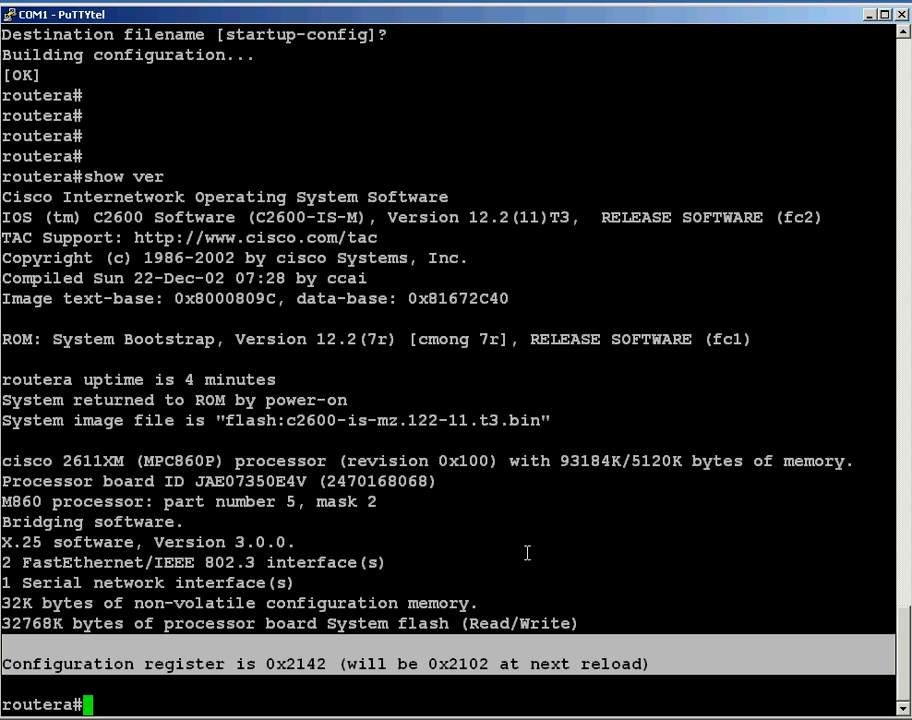 COM1 - PuTTYtel
Destination filename [startup-config]?
Building configuration...
[OK]
routera#
routera#
routera#
routera#
routera#show ver
Cisco Internetwork Operating System Software
IOS (tm) C2600 Software (C2600-IS-M), Version 12.2(11)T3,  RELEASE SOFTWARE (fc2)
TAC Support: http://www.cisco.com/tac
Copyright (c) 1986-2002 by cisco Systems, Inc.
Compiled Sun 22-Dec-02 07:28 by ccai
Image text-base: 0x8000809C, data-base: 0x81672C40
ROM: System Bootstrap, Version 12.2(7r) [cmong 7r], RELEASE SOFTWARE (fc1)
routera uptime is 4 minutes
System returned to ROM by power-on
System image file is "flash:c2600-is-mz.122-11.t3.bin"
cisco 2611XM (MPC860P) processor (revision 0x100) with 93184K/5120K bytes of memory.
Processor board ID JAE07350E4V (2470168068)
M860 processor: part number 5, mask 2
Bridging software.
X.25 software, Version 3.0.0.
2 FastEthernet/IEEE 802.3 interface(s)
1 Serial network interface(s)
32K bytes of non-volatile configuration memory.
32768K bytes of processor board System flash (Read/Write)
Configuration register is 0x2142 (will be 0x2102 at next reload)
routera#